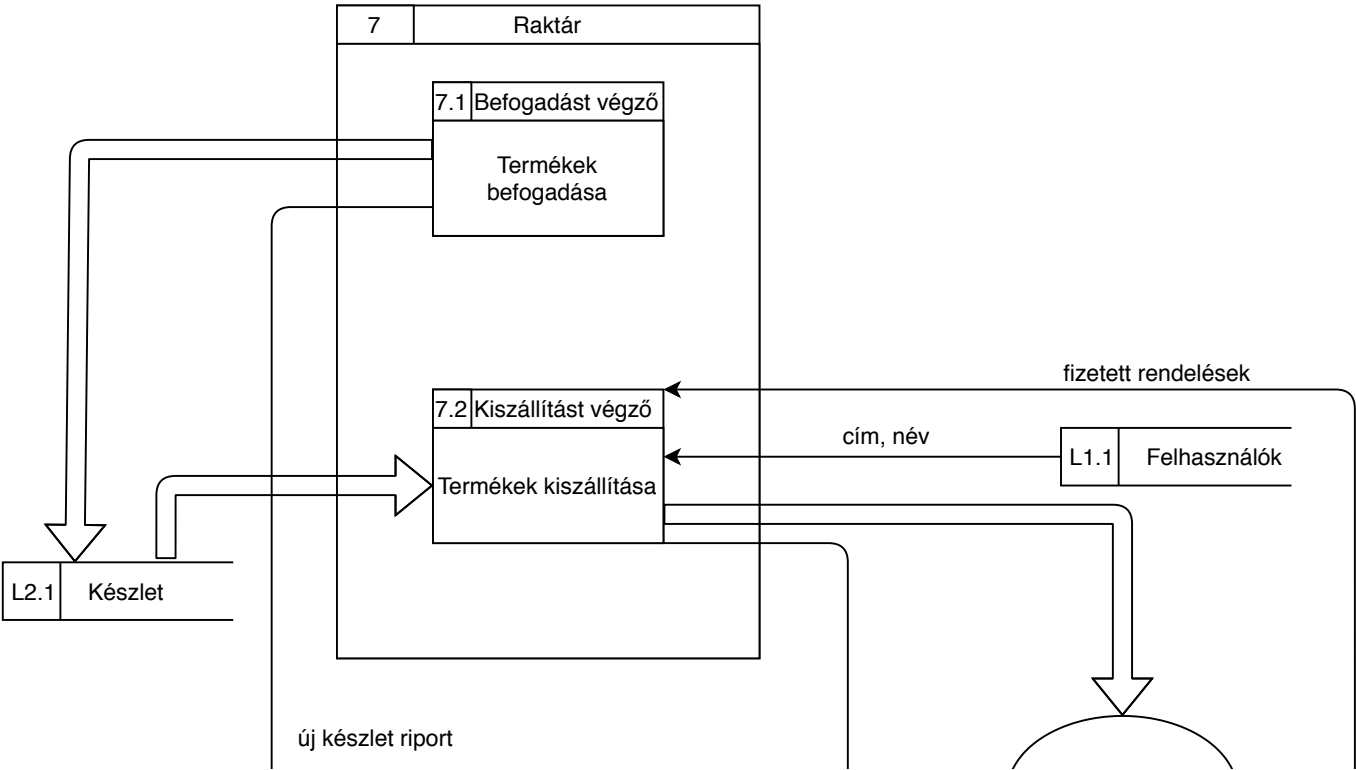 7 Raktár
7.1 Befogadást végző
Termékek
befogadása
fizetett rendelések
7.2 Kiszállítást végző
cím, név
L1.1 Felhasználók
Termékek kiszállítása
L2.1 Készlet
új készlet riport